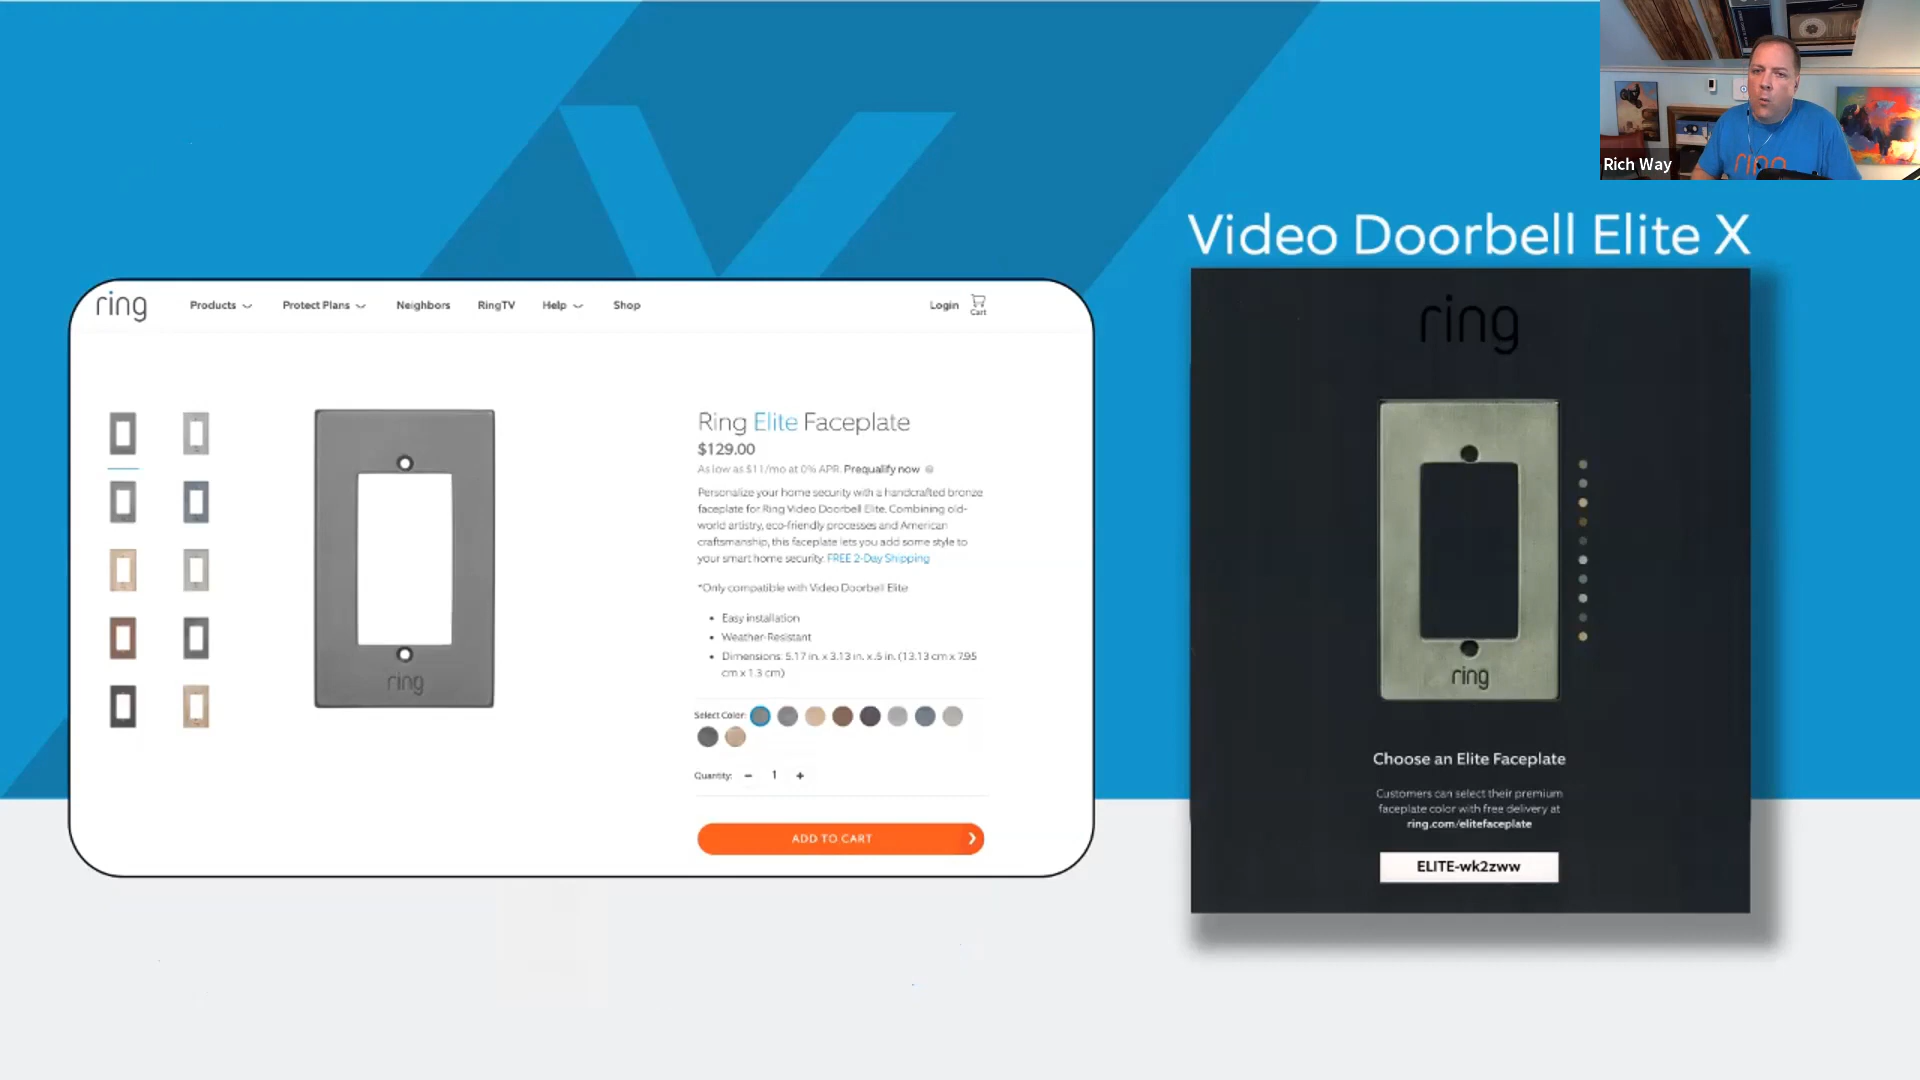 Rich Way
ring
Video Doorbell Elite X
ring
Products
Protect Plans
Neighbors
RingTV
Help
Shop
Login
Cart
ring
Ring Elite Faceplate
$129.00
As low as $11/mo at 0% APR. Prequalify now
Personalize your home security with a handcrafted bronze
faceplate for Ring Video Doorbell Elite. Combining old-
world artistry, eco-friendly processes and American
craftsmanship, this faceplate lets you add some style to
your smart home security. FREE 2-Day Shipping
*Only compatible with Video Doorbell Elite
• Easy installation
• Weather-Resistant
• Dimensions: 5.17 in. x 3.13 in. x .5 in. (13.13 cm x 7.95
cm x 1.3 cm)
Select Color:
Quantity: − 1 +
ADD TO CART
ring
ring
Choose an Elite Faceplate
Customers can select their premium
faceplate color with free delivery at
ring.com/elitefaceplate
ELITE-wk2zww